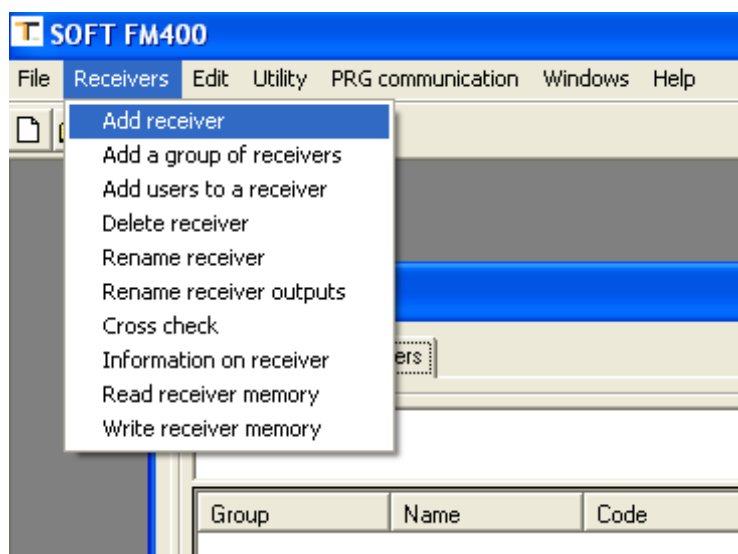 SOFT FM400
File Receivers Edit Utility PRG communication Windows Help
Add receiver
Add a group of receivers
Add users to a receiver
Delete receiver
Rename receiver
Rename receiver outputs
Cross check
Information on receiver
ers
Read receiver memory
Write receiver memory
Group Name Code